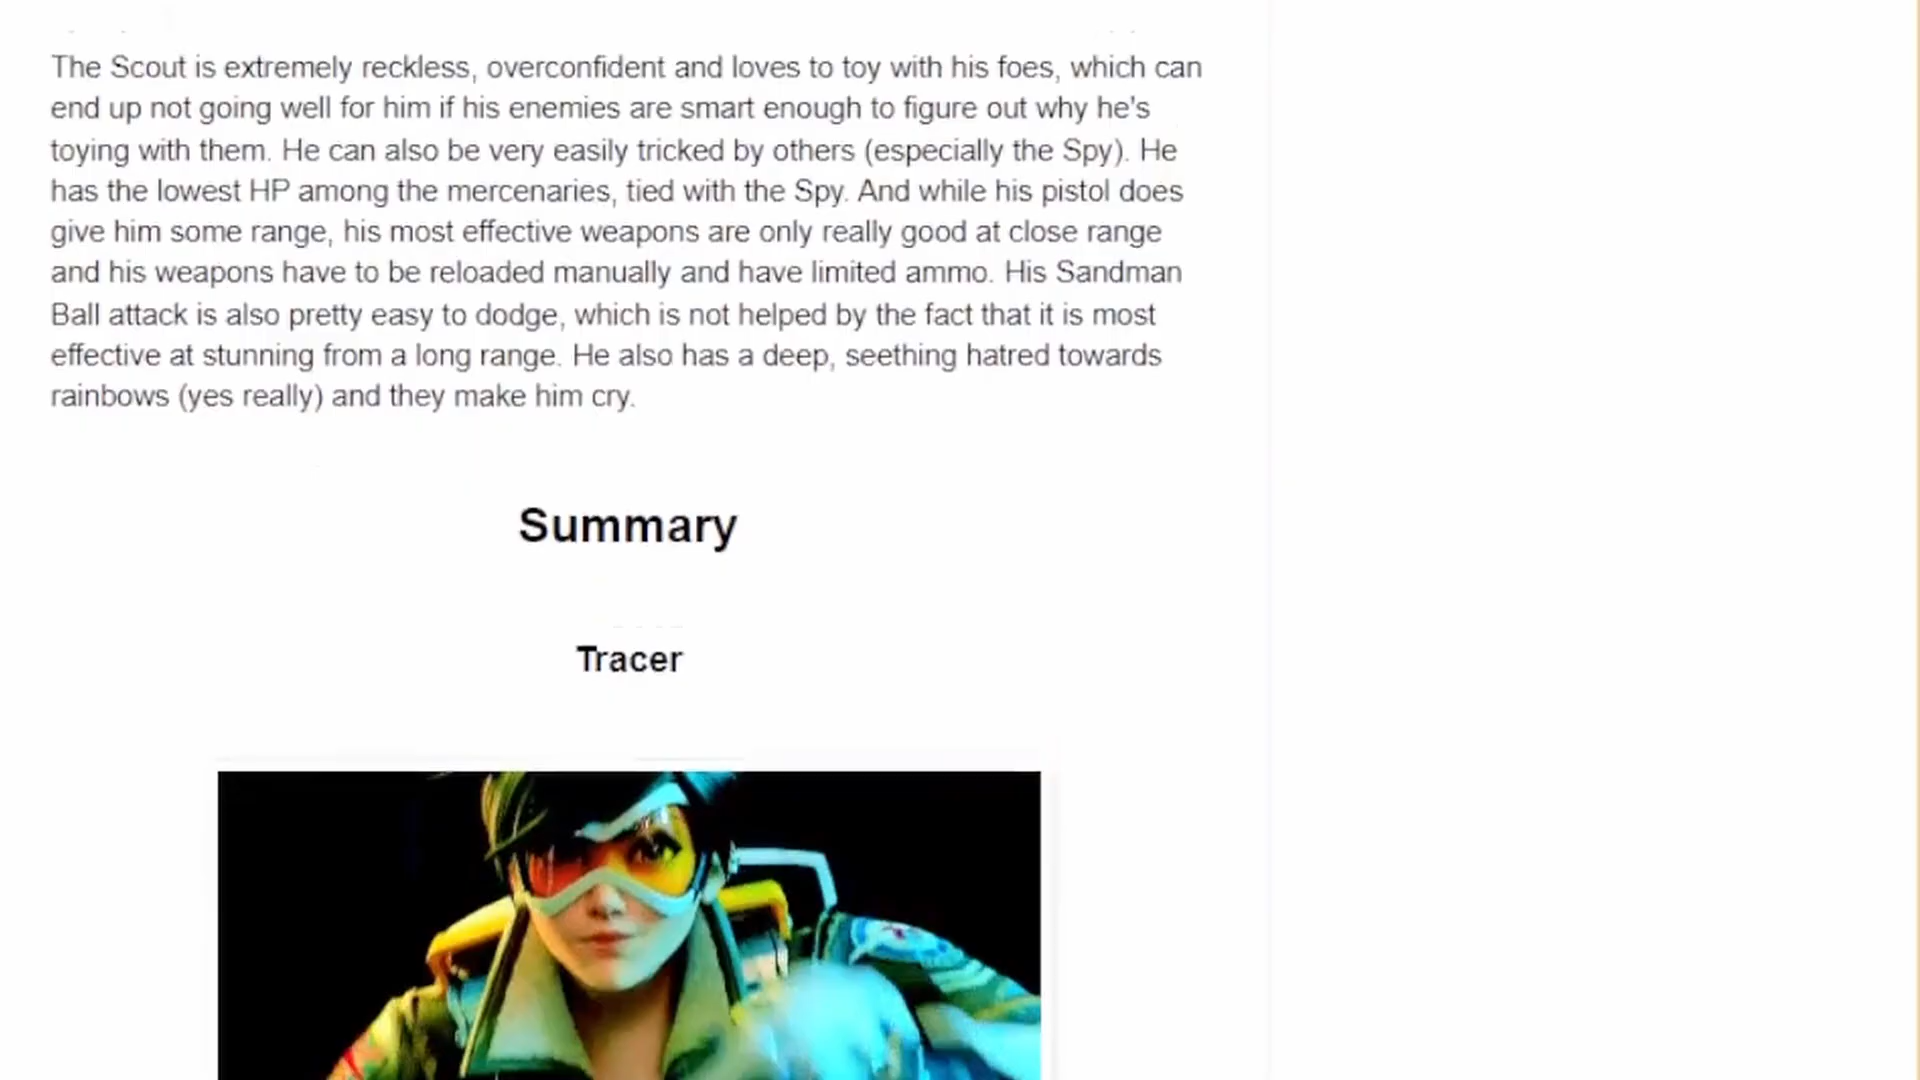 The Scout is extremely reckless, overconfident and loves to toy with his foes, which can
end up not going well for him if his enemies are smart enough to figure out why he's
toying with them. He can also be very easily tricked by others (especially the Spy). He
has the lowest HP among the mercenaries, tied with the Spy. And while his pistol does
give him some range, his most effective weapons are only really good at close range
and his weapons have to be reloaded manually and have limited ammo. His Sandman
Ball attack is also pretty easy to dodge, which is not helped by the fact that it is most
effective at stunning from a long range. He also has a deep, seething hatred towards
rainbows (yes really) and they make him cry.
Summary
Tracer